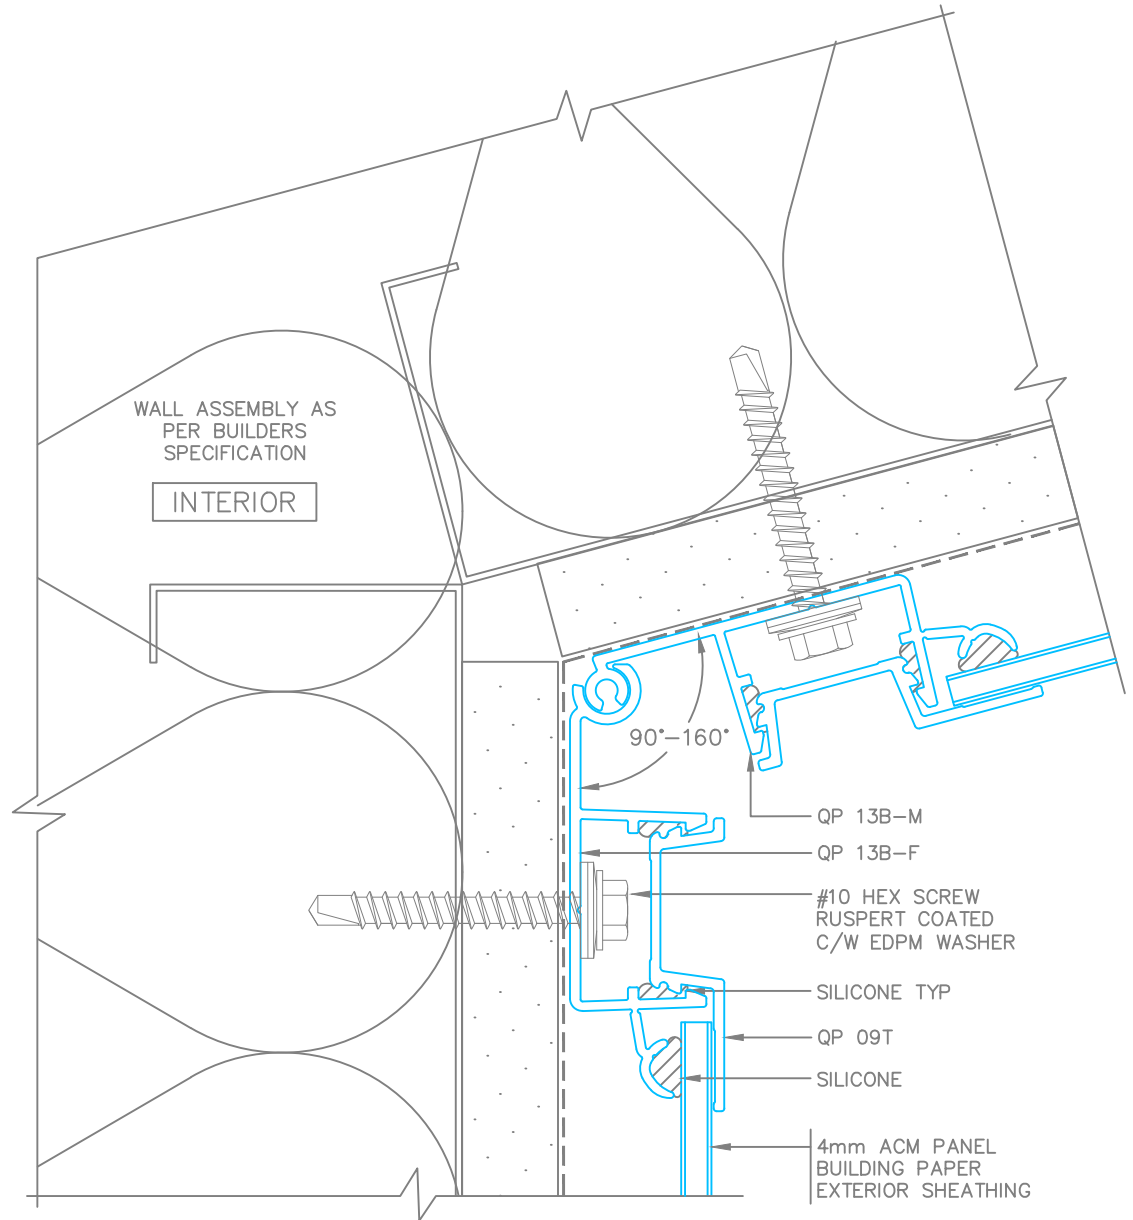 WALL ASSEMBLY AS
PER BUILDERS
SPECIFICATION
INTERIOR
90°-160°
QP 13B-M
QP 13B-F
#10 HEX SCREW
RUSPERT COATED
C/W EDPM WASHER
SILICONE TYP
QP 09T
SILICONE
4mm ACM PANEL
BUILDING PAPER
EXTERIOR SHEATHING